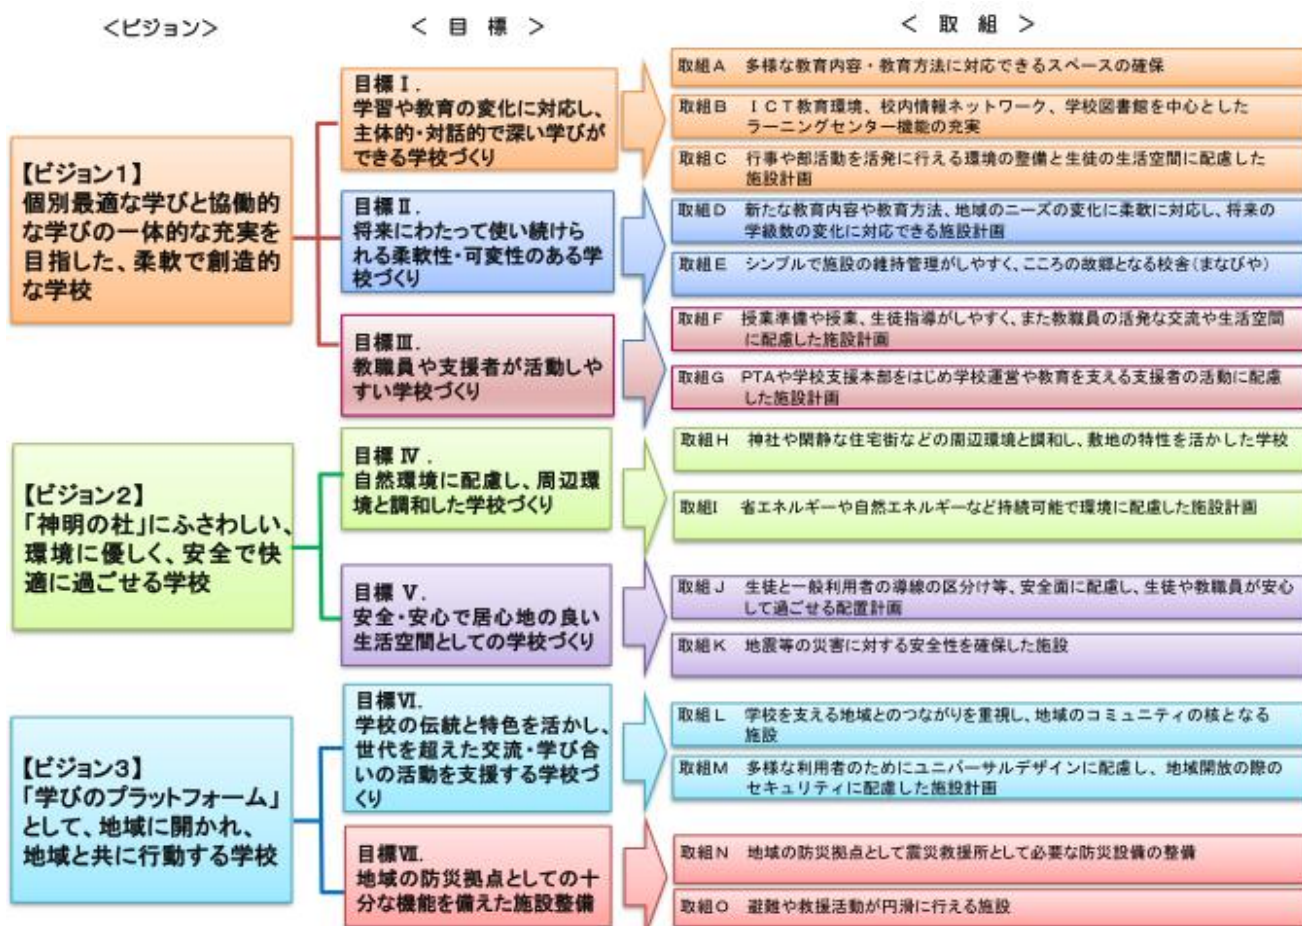 <ビジョン>
< 目 標 >
< 取 組 >
【ビジョン1】
個別最適な学びと協働的
な学びの一体的な充実を
目指した、柔軟で創造的
な学校
目標Ⅰ.
学習や教育の変化に対応し、
主体的・対話的で深い学びが
できる学校づくり
取組A 多様な教育内容・教育方法に対応できるスペースの確保
取組B ICT教育環境、校内情報ネットワーク、学校図書館を中心とした
ラーニングセンター機能の充実
取組C 行事や部活動を活発に行える環境の整備と生徒の生活空間に配慮した
施設計画
目標Ⅱ.
将来にわたって使い続けら
れる柔軟性・可変性のある学
校づくり
取組D 新たな教育内容や教育方法、地域のニーズの変化に柔軟に対応し、将来の
学級数の変化に対応できる施設計画
取組E シンプルで施設の維持管理がしやすく、こころの故郷となる校舎(まなびや)
目標Ⅲ.
教職員や支援者が活動しや
すい学校づくり
取組F 授業準備や授業、生徒指導がしやすく、また教職員の活発な交流や生活空間
に配慮した施設計画
取組G PTAや学校支援本部をはじめ学校運営や教育を支える支援者の活動に配慮
した施設計画
【ビジョン2】
「神明の杜」にふさわしい、
環境に優しく、安全で快
適に過ごせる学校
目標 Ⅳ.
自然環境に配慮し、周辺環
境と調和した学校づくり
取組H 神社や閑静な住宅街などの周辺環境と調和し、敷地の特性を活かした学校
取組I 省エネルギーや自然エネルギーなど持続可能で環境に配慮した施設計画
目標 Ⅴ.
安全・安心で居心地の良い
生活空間としての学校づくり
取組J 生徒と一般利用者の導線の区分け等、安全面に配慮し、生徒や教職員が安心
して過ごせる配置計画
取組K 地震等の災害に対する安全性を確保した施設
【ビジョン3】
「学びのプラットフォーム」
として、地域に開かれ、
地域と共に行動する学校
目標Ⅵ.
学校の伝統と特色を活かし、
世代を超えた交流・学び合
いの活動を支援する学校づ
くり
取組L 学校を支える地域とのつながりを重視し、地域のコミュニティの核となる
施設
取組M 多様な利用者のためにユニバーサルデザインに配慮し、地域開放の際の
セキュリティに配慮した施設計画
目標Ⅶ.
地域の防災拠点としての十
分な機能を備えた施設整備
取組N 地域の防災拠点として震災救援所として必要な防災設備の整備
取組O 避難や救援活動が円滑に行える施設